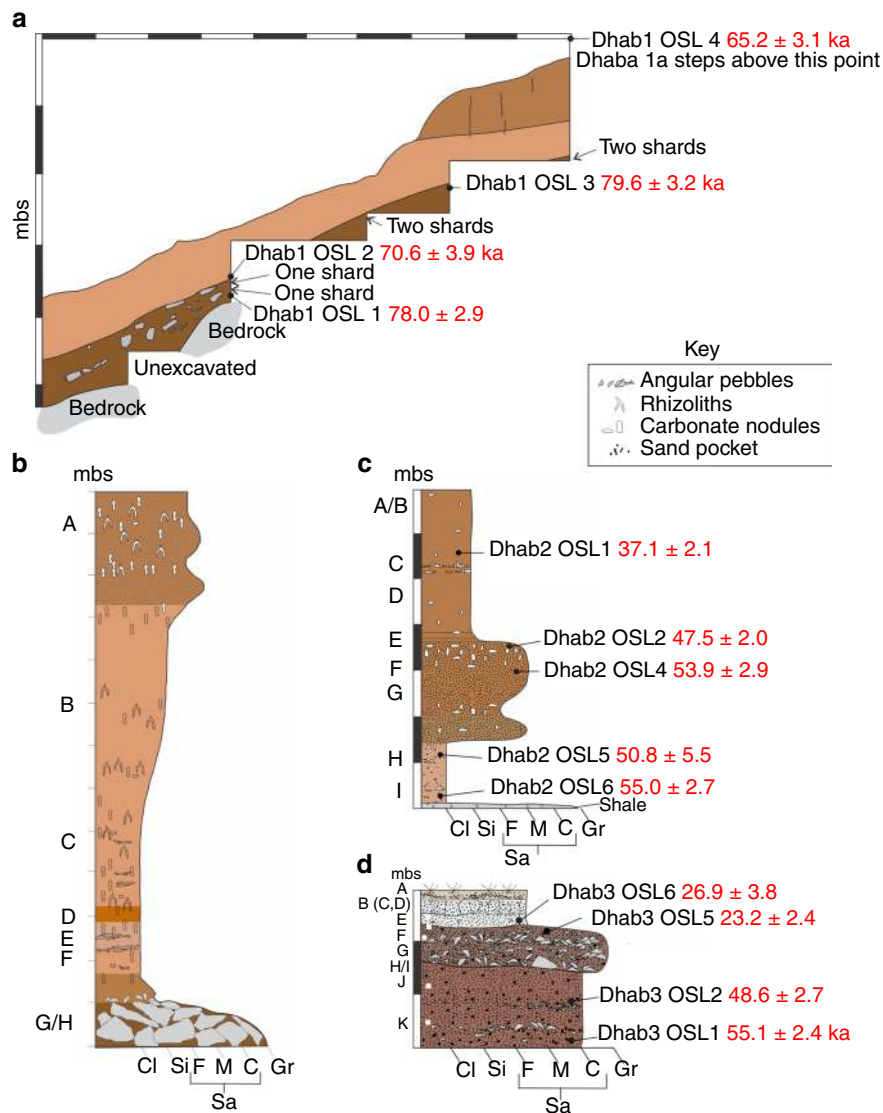 a
Dhab1 OSL 4 65.2 ± 3.1 ka
Dhaba 1a steps above this point
Two shards
Dhab1 OSL 3 79.6 ± 3.2 ka
mbs
Two shards
Dhab1 OSL 2 70.6 ± 3.9 ka
One shard
One shard
Dhab1 OSL 1 78.0 ± 2.9
Bedrock
Unexcavated
Bedrock
Key
Angular pebbles
Rhizoliths
Carbonate nodules
Sand pocket
b
mbs
A
B
C
D
E
F
G/H
Cl Si F M C Gr
Sa
c
mbs
A/B
Dhab2 OSL1 37.1 ± 2.1
C
D
E
Dhab2 OSL2 47.5 ± 2.0
F
Dhab2 OSL4 53.9 ± 2.9
G
H
Dhab2 OSL5 50.8 ± 5.5
I
Dhab2 OSL6 55.0 ± 2.7
Shale
Cl Si F M C Gr
Sa
d
mbs
A
Dhab3 OSL6 26.9 ± 3.8
B (C,D)
E
Dhab3 OSL5 23.2 ± 2.4
F
G
H/I
J
Dhab3 OSL2 48.6 ± 2.7
K
Dhab3 OSL1 55.1 ± 2.4 ka
Cl Si F M C Gr
Sa